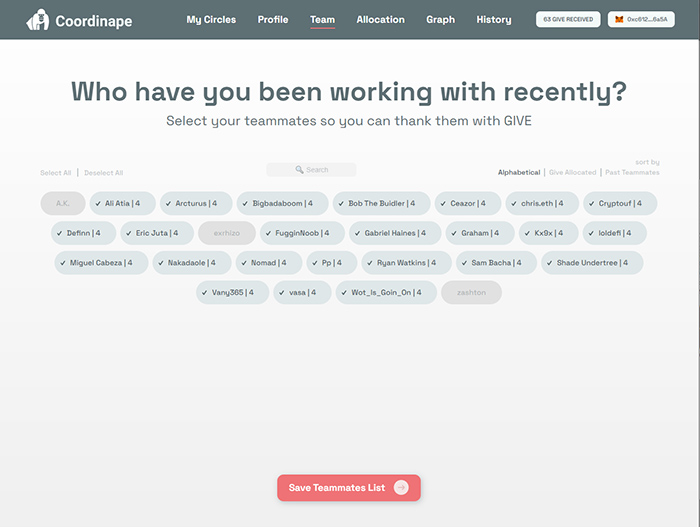 Coordinape My Circles Profile Team Allocation Graph History 63 GIVE RECEIVED 0xc612...6a5A
Who have you been working with recently?
Select your teammates so you can thank them with GIVE
sort by
Select All | Deselect All Search Alphabetical | Give Allocated | Past Teammates
A.K. ✓ Ali Atia | 4 ✓ Arcturus | 4 ✓ Bigbadaboom | 4 ✓ Bob The Buidler | 4 ✓ Ceazor | 4 ✓ chris.eth | 4 ✓ Cryptouf | 4
✓ Definn | 4 ✓ Eric Juta | 4 exrhizo ✓ FugginNoob | 4 ✓ Gabriel Haines | 4 ✓ Graham | 4 ✓ Kx9x | 4 ✓ loldefi | 4
✓ Miguel Cabeza | 4 ✓ Nakadaole | 4 ✓ Nomad | 4 ✓ Pp | 4 ✓ Ryan Watkins | 4 ✓ Sam Bacha | 4 ✓ Shade Undertree | 4
✓ Vany365 | 4 ✓ vasa | 4 ✓ Wot_Is_Goin_On | 4 zashton
Save Teammates List →